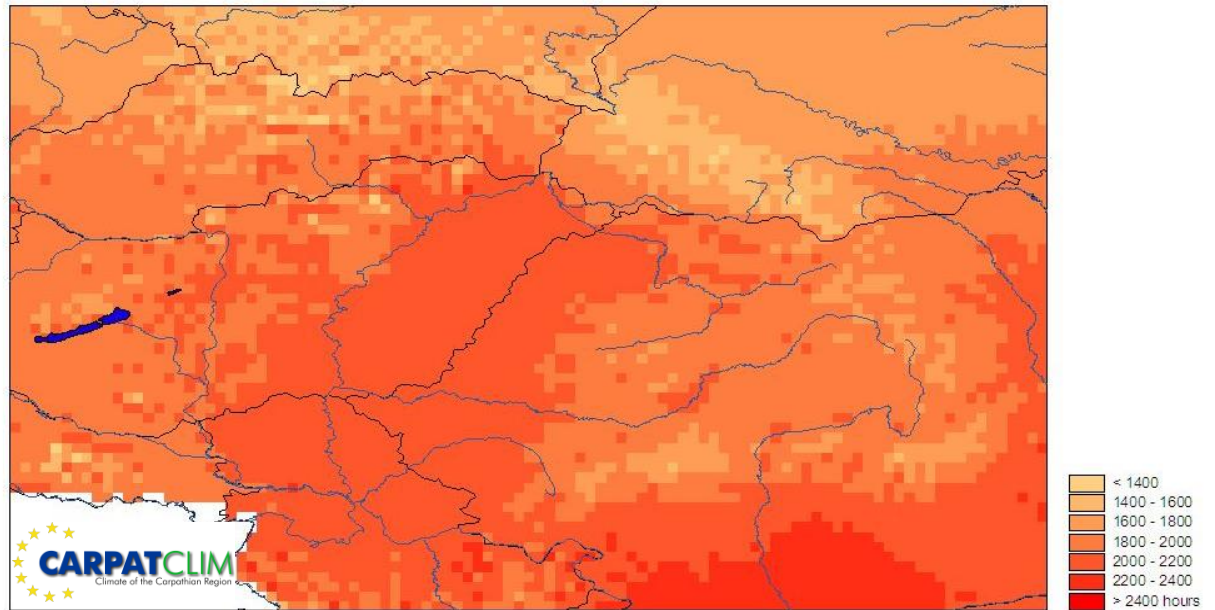 CARPATCLIM
Climate of the Carpathian Region
< 1400
1400 - 1600
1600 - 1800
1800 - 2000
2000 - 2200
2200 - 2400
> 2400 hours